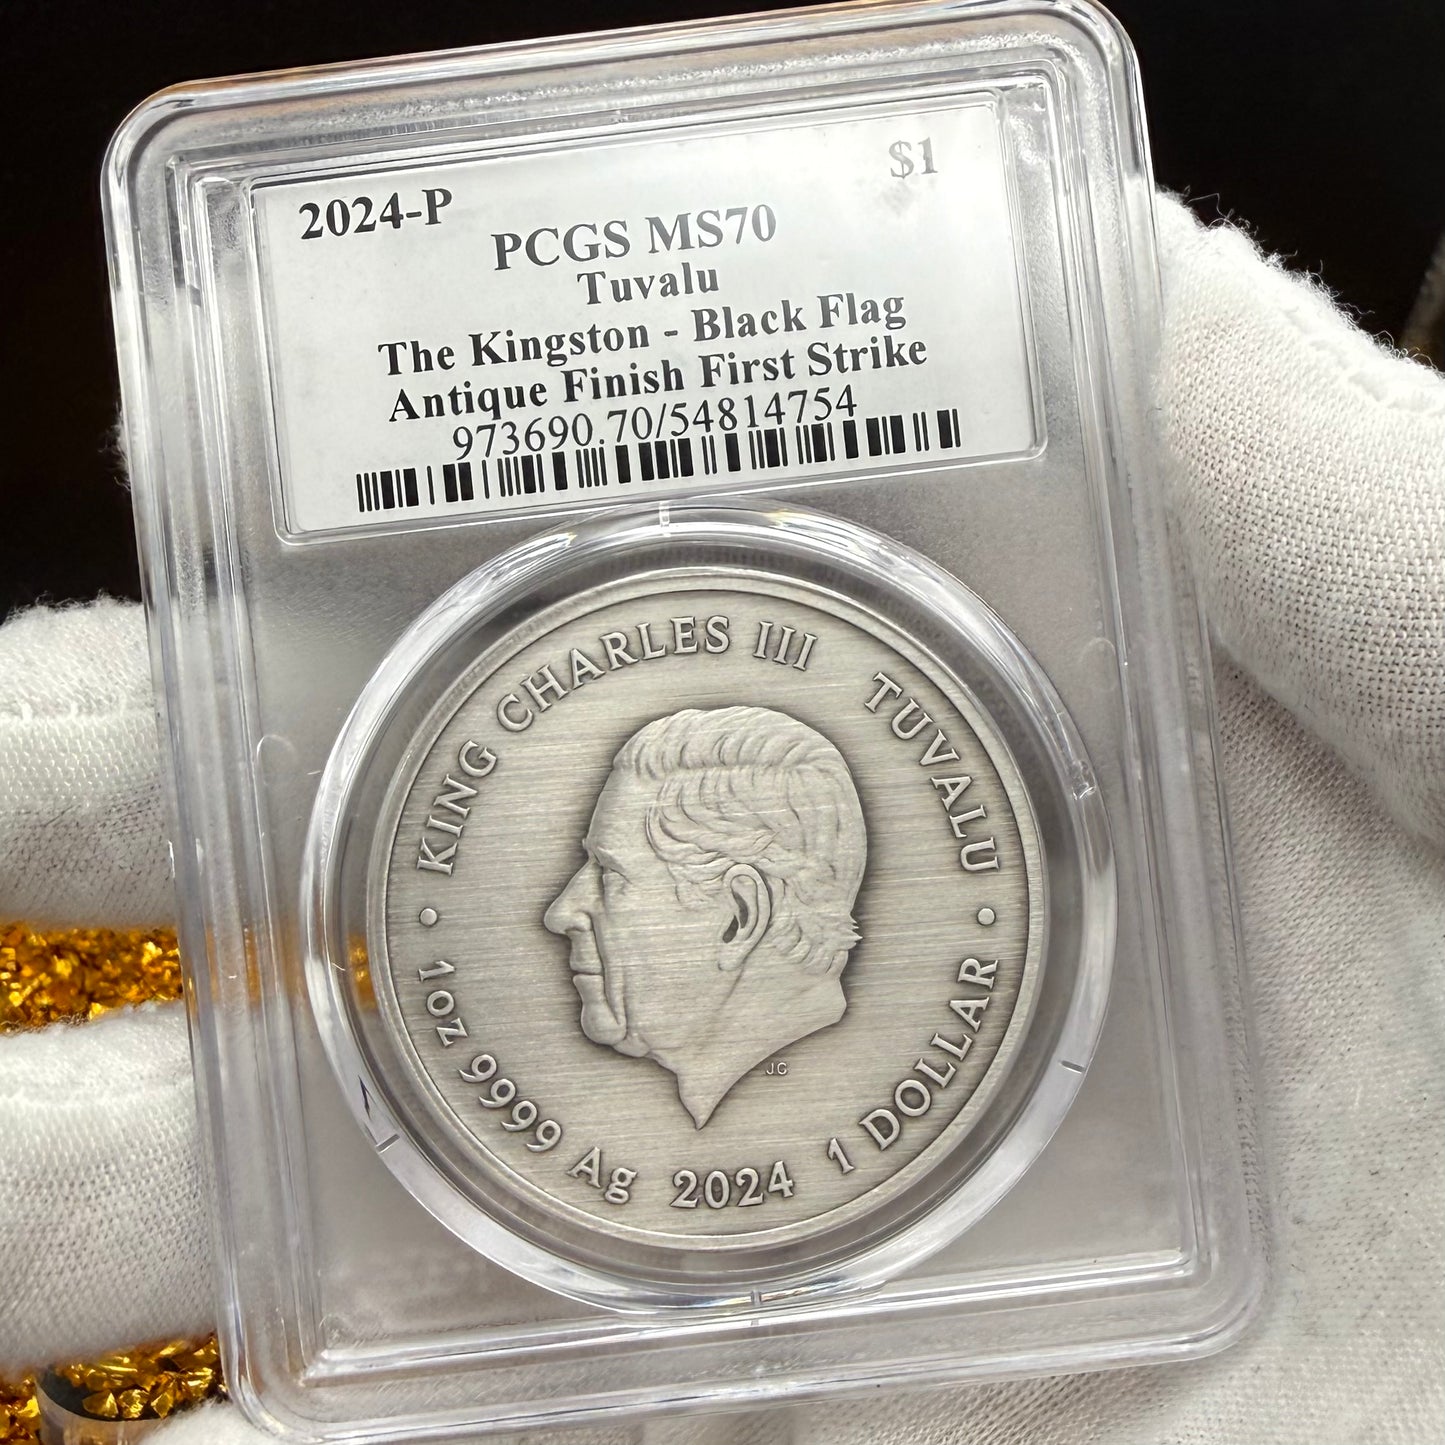 2024-P
$1
PCGS MS70
Tuvalu
The Kingston - Black Flag
Antique Finish First Strike
973690.70/54814754
KING CHARLES III TUVALU
1oz 9999 Ag 2024 1 DOLLAR
JC